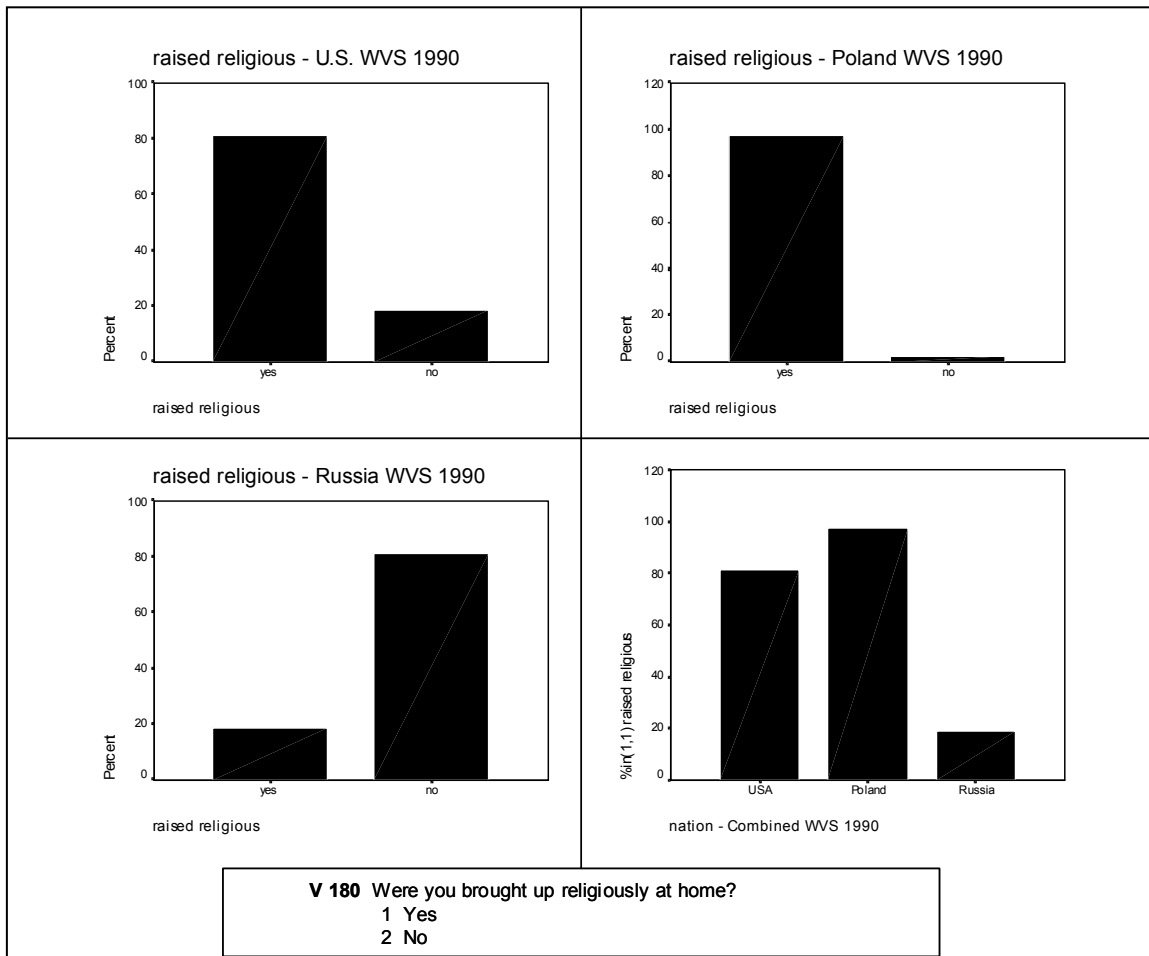 raised religious - U.S. WVS 1990
100
80
60
40
20
0
Percent
yes no
raised religious
raised religious - Poland WVS 1990
120
100
80
60
40
20
0
Percent
yes no
raised religious
raised religious - Russia WVS 1990
100
80
60
40
20
0
Percent
yes no
raised religious
120
100
80
60
40
20
0
%in(1,1) raised religious
USA Poland Russia
nation - Combined WVS 1990
V 180 Were you brought up religiously at home?
1 Yes
2 No